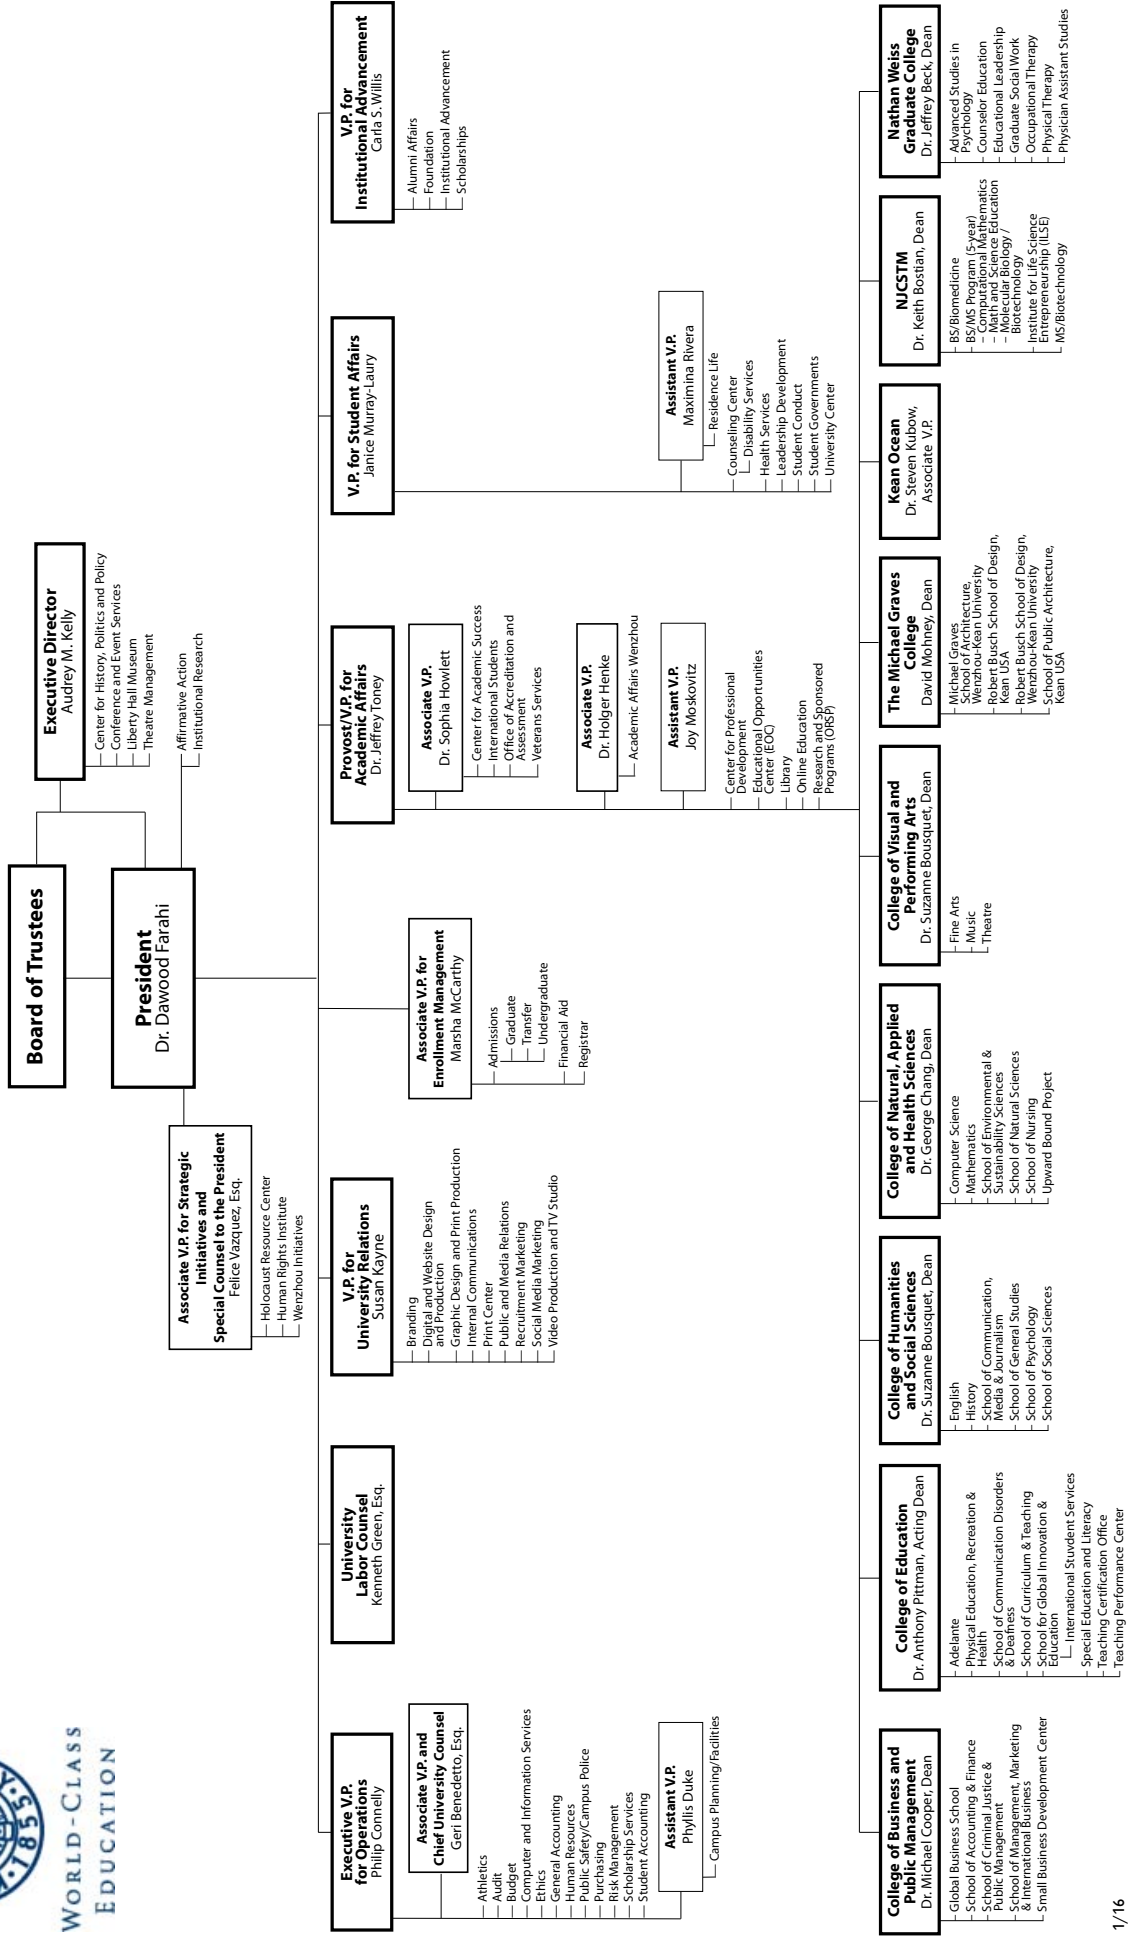 1855
WORLD-CLASS
EDUCATION
Board of Trustees
President
Dr. Dawood Farahi
Executive Director
Audrey M. Kelly
Center for History, Politics and Policy
Conference and Event Services
Liberty Hall Museum
Theatre Management
Affirmative Action
Institutional Research
Associate V.P. for Strategic
Initiatives and
Special Counsel to the President
Felice Vazquez, Esq.
Holocaust Resource Center
Human Rights Institute
Wenzhou Initiatives
Executive V.P.
for Operations
Philip Connelly
Associate V.P. and
Chief University Counsel
Geri Benedetto, Esq.
Athletics
Audit
Budget
Computer and Information Services
Ethics
General Accounting
Human Resources
Public Safety/Campus Police
Purchasing
Risk Management
Scholarship Services
Student Accounting
Assistant V.P.
Phyllis Duke
Campus Planning/Facilities
University
Labor Counsel
Kenneth Green, Esq.
V.P. for
University Relations
Susan Kayne
Branding
Digital and Website Design
and Production
Graphic Design and Print Production
Internal Communications
Print Center
Public and Media Relations
Recruitment Marketing
Social Media Marketing
Video Production and TV Studio
Associate V.P. for
Enrollment Management
Marsha McCarthy
Admissions
Graduate
Transfer
Undergraduate
Financial Aid
Registrar
Provost/V.P. for
Academic Affairs
Dr. Jeffrey Toney
Associate V.P.
Dr. Sophia Howlett
Center for Academic Success
International Students
Office of Accreditation and
Assessment
Veterans Services
Associate V.P.
Dr. Holger Henke
Academic Affairs Wenzhou
Assistant V.P.
Joy Moskovitz
Center for Professional
Development
Educational Opportunities
Center (EOC)
Library
Online Education
Research and Sponsored
Programs (ORSP)
V.P. for Student Affairs
Janice Murray-Laury
Assistant V.P.
Maximina Rivera
Residence Life
Counseling Center
Disability Services
Health Services
Leadership Development
Student Conduct
Student Governments
University Center
V.P. for
Institutional Advancement
Carla S. Willis
Alumni Affairs
Foundation
Institutional Advancement
Scholarships
College of Business and
Public Management
Dr. Michael Cooper, Dean
Global Business School
School of Accounting & Finance
School of Criminal Justice &
Public Management
School of Management, Marketing
& International Business
Small Business Development Center
College of Education
Dr. Anthony Pittman, Acting Dean
Adelante
Physical Education, Recreation &
Health
School of Communication Disorders
& Deafness
School of Curriculum & Teaching
School for Global Innovation &
Education
International Stuvdent Services
Special Education and Literacy
Teaching Certification Office
Teaching Performance Center
College of Humanities
and Social Sciences
Dr. Suzanne Bousquet, Dean
English
History
School of Communication,
Media & Journalism
School of General Studies
School of Psychology
School of Social Sciences
College of Natural, Applied
and Health Sciences
Dr. George Chang, Dean
Computer Science
Mathematics
School of Environmental &
Sustainability Sciences
School of Natural Sciences
School of Nursing
Upward Bound Project
College of Visual and
Performing Arts
Dr. Suzanne Bousquet, Dean
Fine Arts
Music
Theatre
The Michael Graves
College
David Mohney, Dean
Michael Graves
School of Architecture,
Wenzhou-Kean University
Robert Busch School of Design,
Kean USA
Robert Busch School of Design,
Wenzhou-Kean University
School of Public Architecture,
Kean USA
Kean Ocean
Dr. Steven Kubow,
Associate V.P.
NJCSTM
Dr. Keith Bostian, Dean
BS/Biomedicine
BS/MS Program (5-year)
– Computational Mathematics
– Math and Science Education
– Molecular Biology /
Biotechnology
Institute for Life Science
Entrepreneurship (ILSE)
MS/Biotechnology
Nathan Weiss
Graduate College
Dr. Jeffrey Beck, Dean
Advanced Studies in
Psychology
Counselor Education
Educational Leadership
Graduate Social Work
Occupational Therapy
Physical Therapy
Physician Assistant Studies
1/16